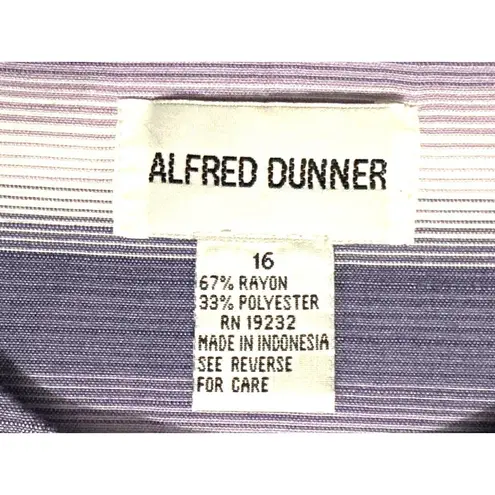 ALFRED DUNNER
16
67% RAYON
33% POLYESTER
RN 19232
MADE IN INDONESIA
SEE REVERSE
FOR CARE